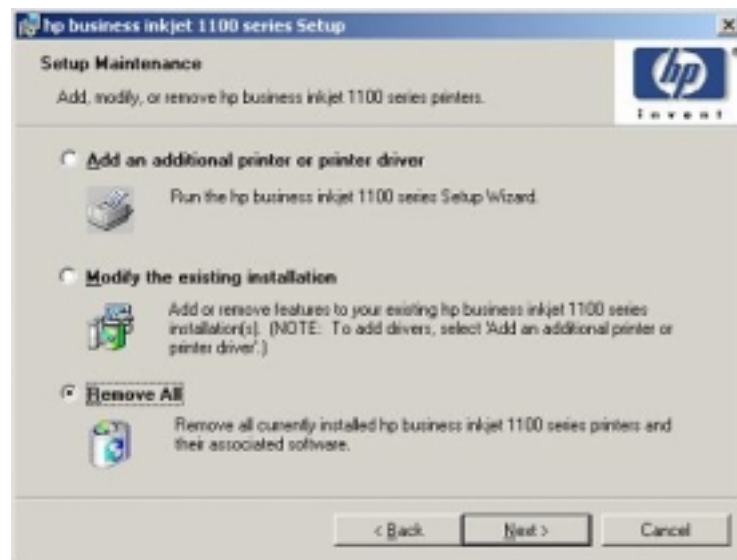 hp business inkjet 1100 series Setup
Setup Maintenance
Add, modify, or remove hp business inkjet 1100 series printers.
hp
invent
Add an additional printer or printer driver
Run the hp business inkjet 1100 series Setup Wizard.
Modify the existing installation
Add or remove features to your existing hp business inkjet 1100 series
installation(s). (NOTE: To add drivers, select 'Add an additional printer or
printer driver'.)
Remove All
Remove all currently installed hp business inkjet 1100 series printers and
their associated software.
< Back
Next >
Cancel